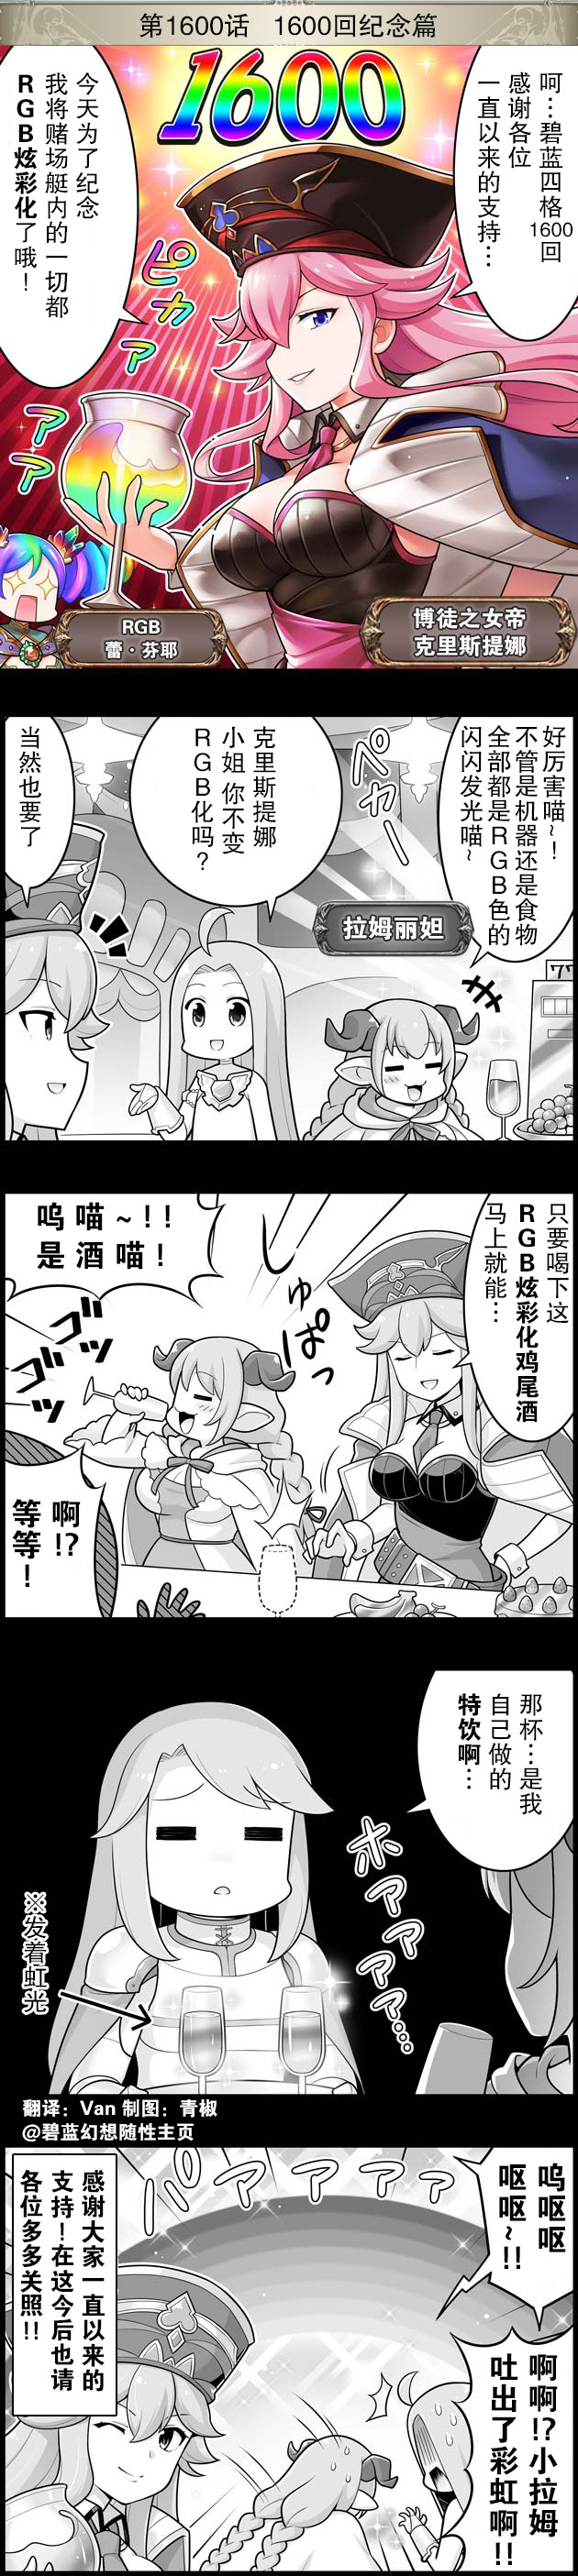 第1600话 1600回纪念篇
1600
呵…碧蓝四格1600回
感谢各位
一直以来的支持…
今天为了纪念
我将赌场艇内的一切都
RGB炫彩化了哦！
ピカァ
アァ
RGB
蕾·芬耶
博徒之女帝
克里斯提娜
好厉害喵~！
不管是机器还是食物
全部都是RGB色的
闪闪发光喵~
ペカー
克里斯提娜
小姐 你不变
RGB化吗？
当然也要了
拉姆丽妲
77
只要喝下这
RGB炫彩化鸡尾酒
马上就能…
しゅぱっ
呜喵~！！
是酒喵！
ゴッゴッ
啊!?
等等！
那杯…是我
自己做的
特饮啊…
ホアァァァ…
※发着虹光
翻译：Van 制图：青椒
@碧蓝幻想随性主页
呜呕呕
呕呕~!!
パアァァァ
啊啊!?小拉姆
吐出了彩虹啊!!
感谢大家一直以来的
支持！在这今后也请
各位多多关照!!